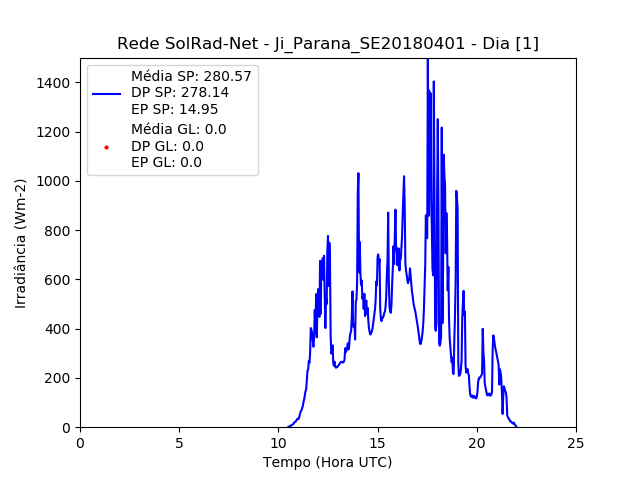 Rede SolRad-Net - Ji_Parana_SE20180401 - Dia [1]
Média SP: 280.57
DP SP: 278.14
EP SP: 14.95
Média GL: 0.0
DP GL: 0.0
EP GL: 0.0
Irradiância (Wm-2)
1400
1200
1000
800
600
400
200
0
0 5 10 15 20 25
Tempo (Hora UTC)